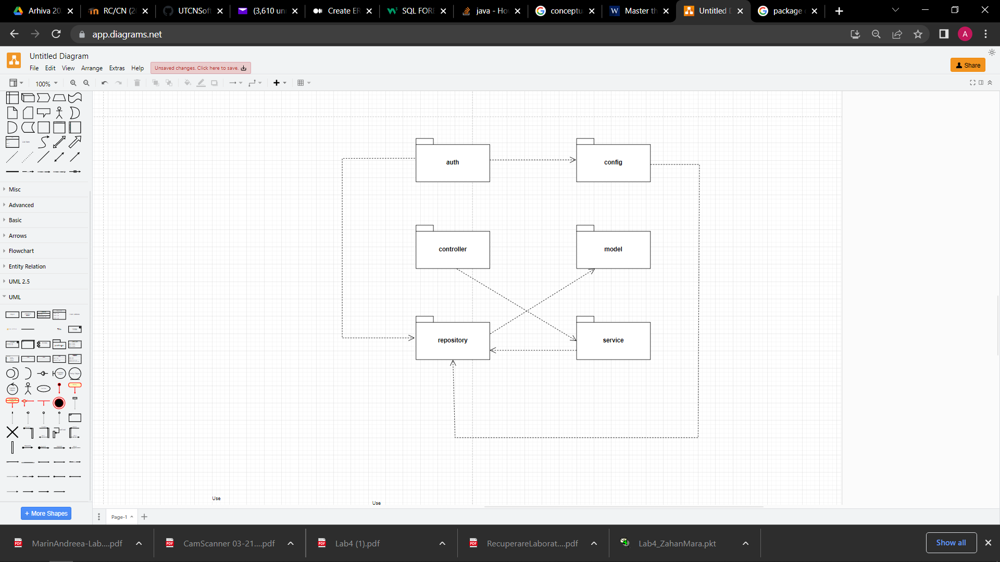 Arhiva 20
RC/CN (2
UTCNSof
(3,610 un
Create ER
SQL FORE
java - Ho
conceptu
Master th
Untitled D
package
app.diagrams.net
A
Untitled Diagram
File Edit View Arrange Extras Help
Unsaved changes. Click here to save.
Share
100%
List Item
Misc
Advanced
Basic
Arrows
Flowchart
Entity Relation
UML 2.5
UML
+ More Shapes
auth
config
controller
model
repository
service
Use
Use
Page-1
MarinAndreea-Lab....pdf
CamScanner 03-21....pdf
Lab4 (1).pdf
RecuperareLaborat....pdf
Lab4_ZahanMara.pkt
Show all